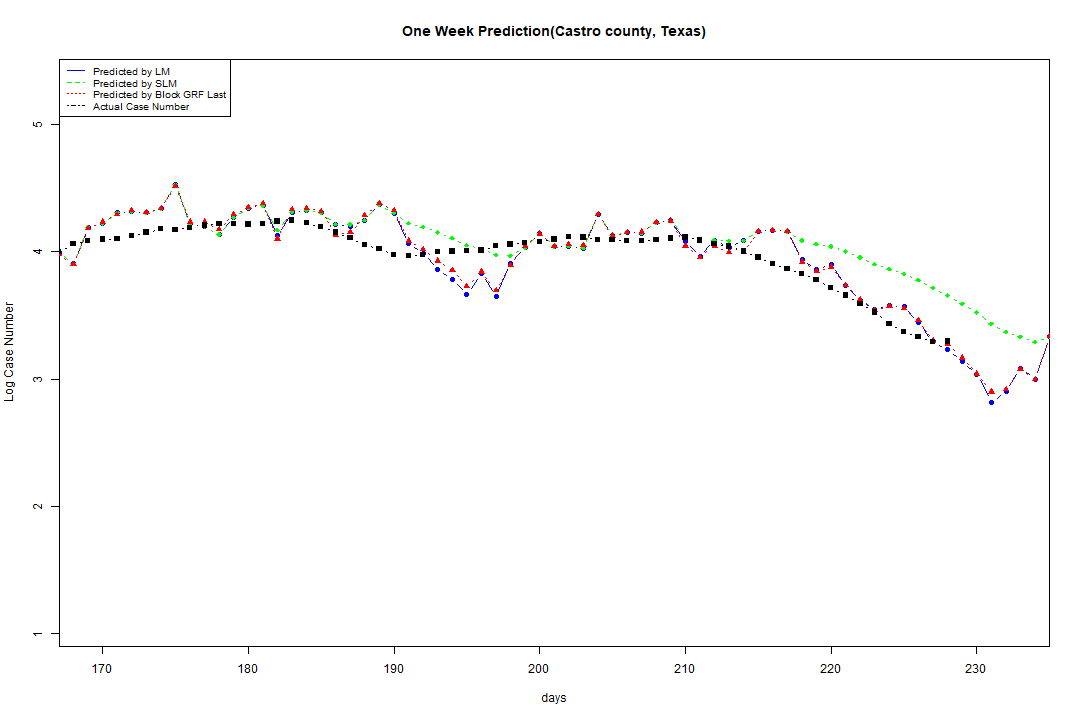 One Week Prediction(Castro county, Texas)
Predicted by LM
Predicted by SLM
Predicted by Block GRF Last
Actual Case Number
5
4
3
2
1
Log Case Number
170 180 190 200 210 220 230
days